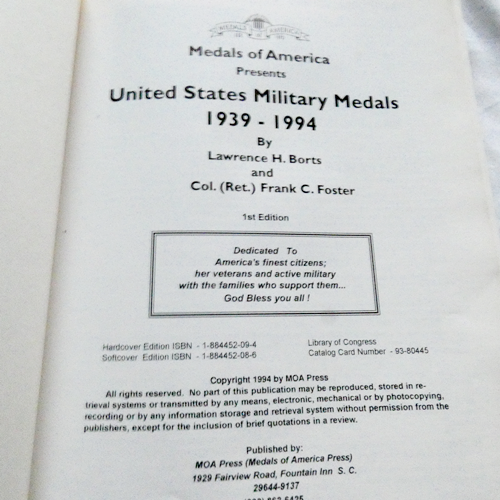 Medals of America
Presents
United States Military Medals
1939 - 1994
By
Lawrence H. Borts
and
Col. (Ret.) Frank C. Foster
1st Edition
Dedicated To
America's finest citizens;
her veterans and active military
with the families who support them...
God Bless you all !
Hardcover Edition ISBN - 1-884452-09-4
Softcover Edition ISBN - 1-884452-08-6
Library of Congress
Catalog Card Number - 93-80445
Copyright 1994 by MOA Press
All rights reserved. No part of this publication may be reproduced, stored in re-
trieval systems or transmitted by any means, electronic, mechanical or by photocopying,
recording or by any information storage and retrieval system without permission from the
publishers, except for the inclusion of brief quotations in a review.
Published by:
MOA Press (Medals of America Press)
1929 Fairview Road, Fountain Inn S. C.
29644-9137